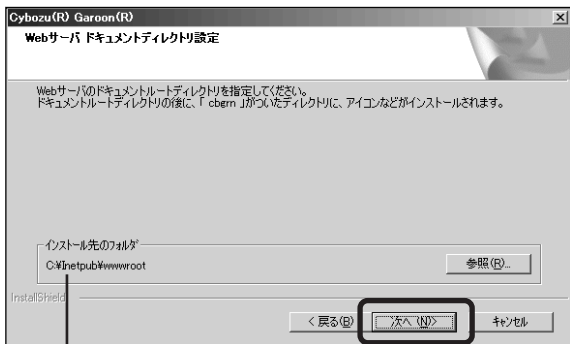 Cybozu(R) Garoon(R)
Webサーバ ドキュメントディレクトリ設定
Webサーバのドキュメントルートディレクトリを指定してください。
ドキュメントルートディレクトリの後に、「 cbgrn 」がついたディレクトリに、アイコンなどがインストールされます。
インストール先のフォルダ
C:¥Inetpub¥wwwroot
参照(R)...
InstallShield
< 戻る(B)
次へ (N)>
キャンセル